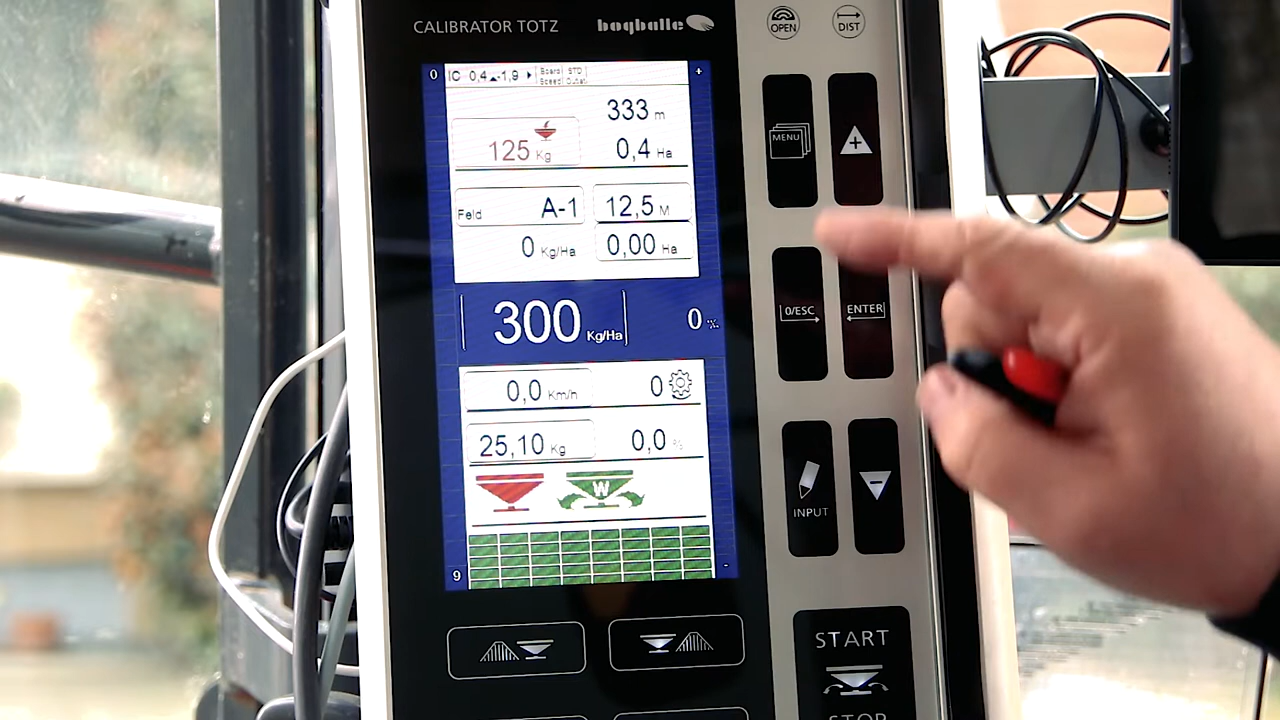 CALIBRATOR TOTZ
bogballe
OPEN
DIST
0
IC 0,4 -1,9
STD
+
333 m
125 Kg
0,4 Ha
MENU
Feld A-1
12,5 M
0 Kg/Ha
0,00 Ha
300 Kg/Ha
0 %
0/ESC
ENTER
0,0 Km/h
0
25,10 Kg
0,0
W
INPUT
9
-
START
STOP